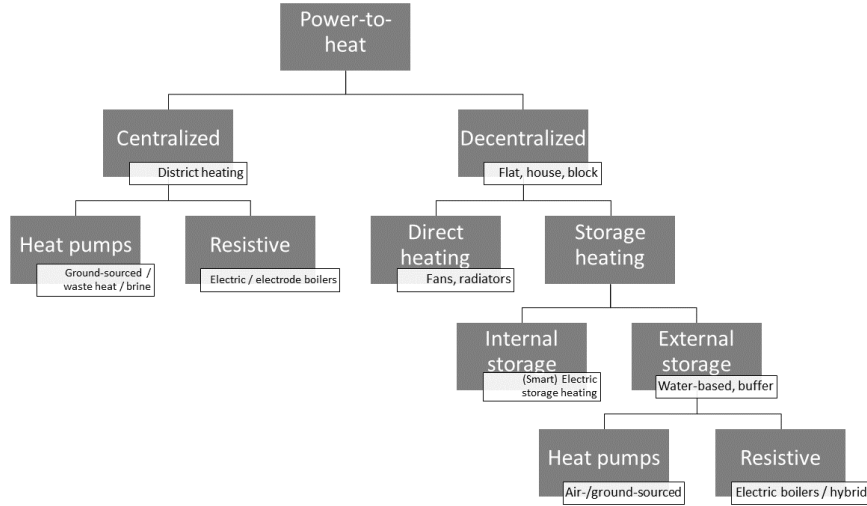 Power-to-
heat
Centralized
District heating
Decentralized
Flat, house, block
Heat pumps
Ground-sourced /
waste heat / brine
Resistive
Electric / electrode boilers
Direct
heating
Fans, radiators
Storage
heating
Internal
storage
(Smart) Electric
storage heating
External
storage
Water-based, buffer
Heat pumps
Air-/ground-sourced
Resistive
Electric boilers / hybrid